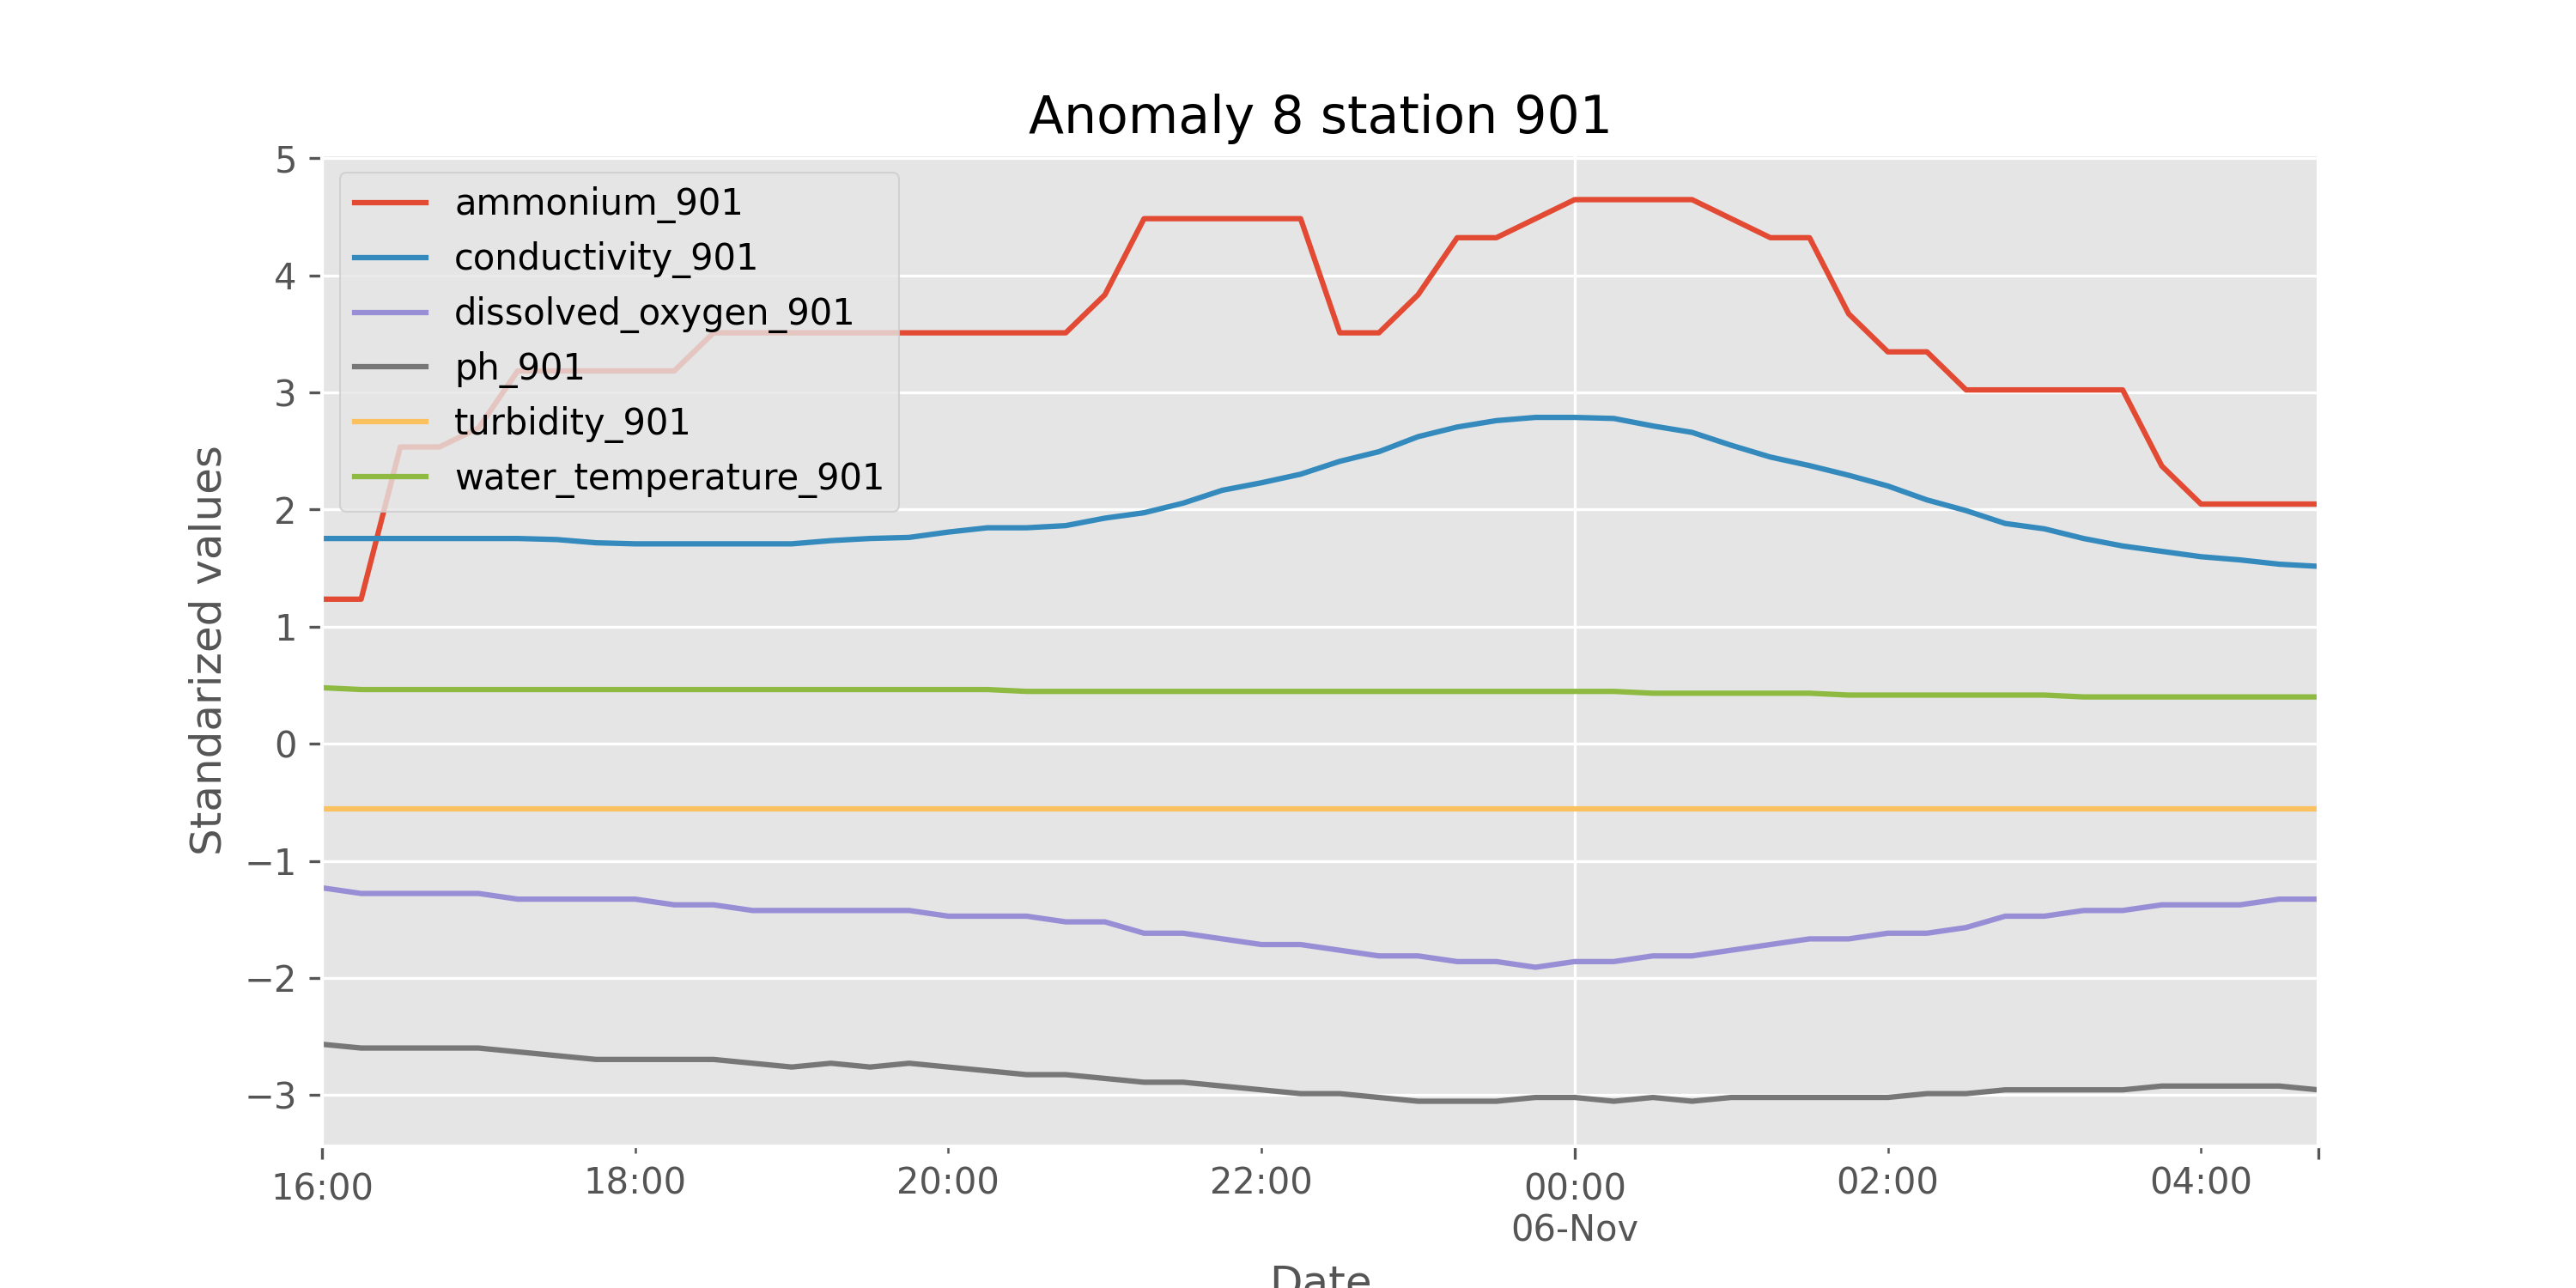 Anomaly 8 station 901
5
4
3
2
1
0
−1
−2
−3
Standarized values
ammonium_901
conductivity_901
dissolved_oxygen_901
ph_901
turbidity_901
water_temperature_901
16:00 18:00 20:00 22:00 00:00 02:00 04:00
06-Nov
Date